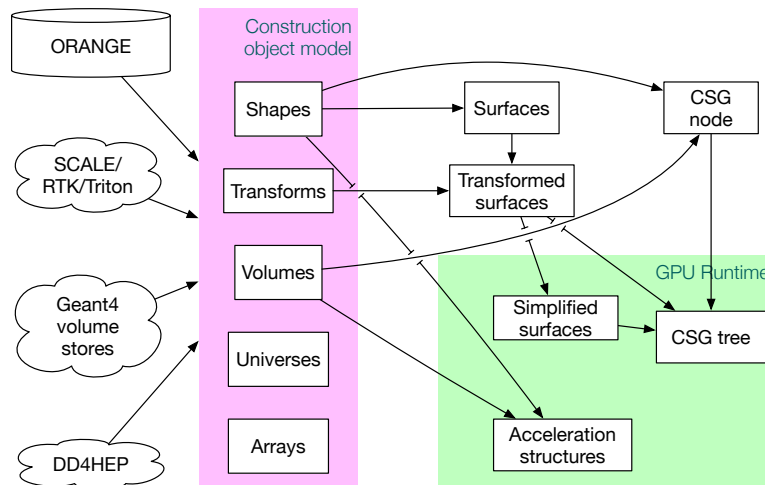 ORANGE
SCALE/
RTK/Triton
Geant4
volume
stores
DD4HEP
Construction
object model
Shapes
Transforms
Volumes
Universes
Arrays
Surfaces
Transformed
surfaces
CSG
node
GPU Runtime
Simplified
surfaces
CSG tree
Acceleration
structures